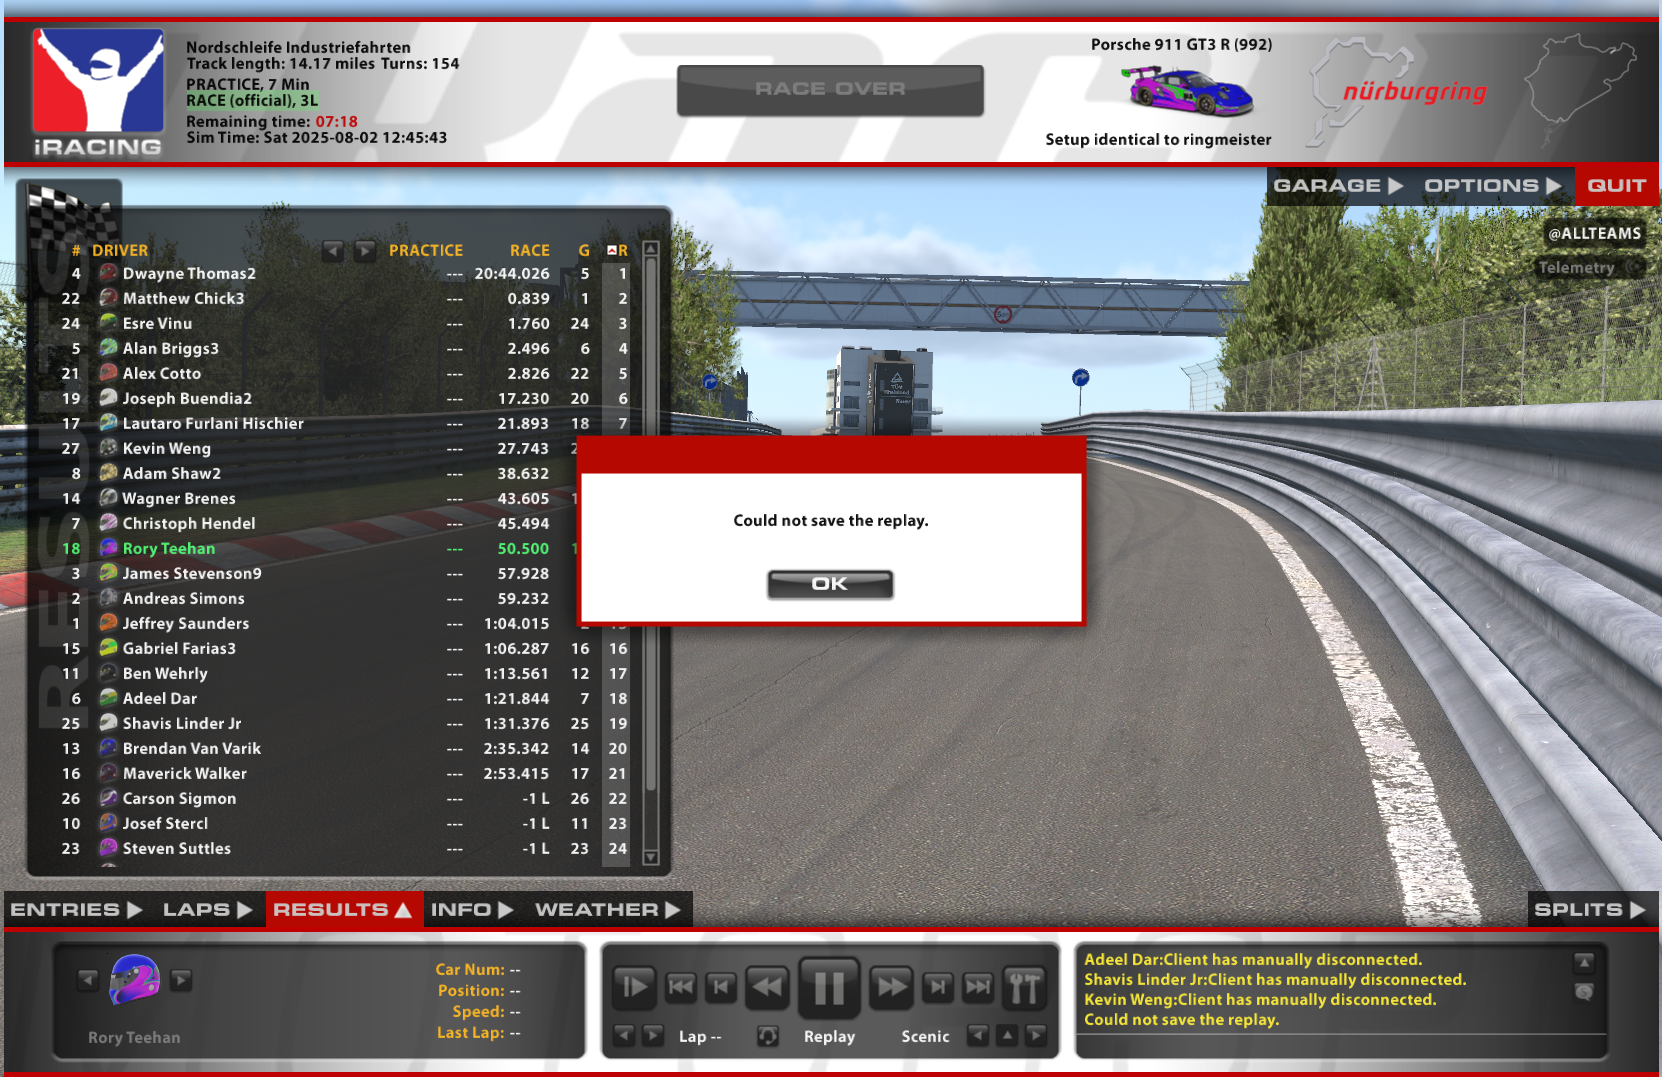 Nordschleife Industriefahrten
Track length: 14.17 miles Turns: 154
PRACTICE, 7 Min
RACE (official), 3L
Remaining time: 07:18
Sim Time: Sat 2025-08-02 12:45:43
iRACING
RACE OVER
Porsche 911 GT3 R (992)
Setup identical to ringmeister
nürburgring
GARAGE OPTIONS QUIT
@ALLTEAMS
Telemetry
RESULTS
# DRIVER PRACTICE RACE G R
4 Dwayne Thomas2 --- 20:44.026 5 1
22 Matthew Chick3 --- 0.839 1 2
24 Esre Vinu --- 1.760 24 3
5 Alan Briggs3 --- 2.496 6 4
21 Alex Cotto --- 2.826 22 5
19 Joseph Buendia2 --- 17.230 20 6
17 Lautaro Furlani Hischier --- 21.893 18 7
27 Kevin Weng --- 27.743
8 Adam Shaw2 --- 38.632
14 Wagner Brenes --- 43.605
7 Christoph Hendel --- 45.494
18 Rory Teehan --- 50.500
3 James Stevenson9 --- 57.928
2 Andreas Simons --- 59.232
1 Jeffrey Saunders --- 1:04.015
15 Gabriel Farias3 --- 1:06.287 16 16
11 Ben Wehrly --- 1:13.561 12 17
6 Adeel Dar --- 1:21.844 7 18
25 Shavis Linder Jr --- 1:31.376 25 19
13 Brendan Van Varik --- 2:35.342 14 20
16 Maverick Walker --- 2:53.415 17 21
26 Carson Sigmon --- -1 L 26 22
10 Josef Stercl --- -1 L 11 23
23 Steven Suttles --- -1 L 23 24
Could not save the replay.
OK
ENTRIES LAPS RESULTS INFO WEATHER SPLITS
Rory Teehan
Car Num: --
Position: --
Speed: --
Last Lap: --
Lap -- Replay Scenic
Adeel Dar:Client has manually disconnected.
Shavis Linder Jr:Client has manually disconnected.
Kevin Weng:Client has manually disconnected.
Could not save the replay.